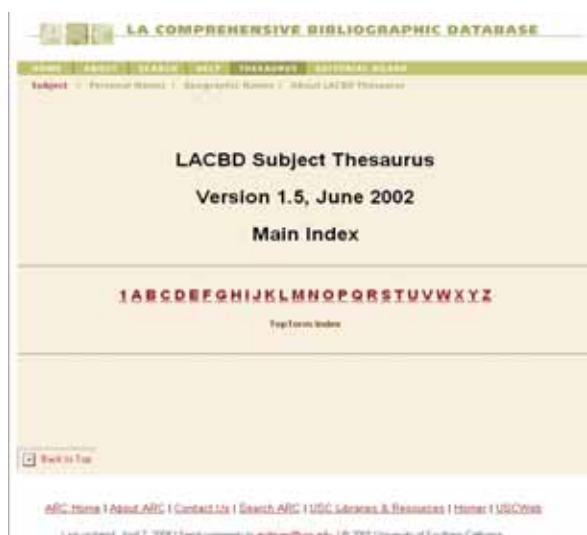 LA COMPREHENSIVE BIBLIOGRAPHIC DATABASE
HOME ABOUT SEARCH HELP THESAURUS EDITORIAL BOARD
Subject | Personal Names | Geographic Names | About LACBD Thesaurus
LACBD Subject Thesaurus
Version 1.5, June 2002
Main Index
1 A B C D E F G H I J K L M N O P Q R S T U V W X Y Z
TopTerm Index
Back to Top
ARC Home | About ARC | Contact Us | Search ARC | USC Libraries & Resources | Homer | USCWeb